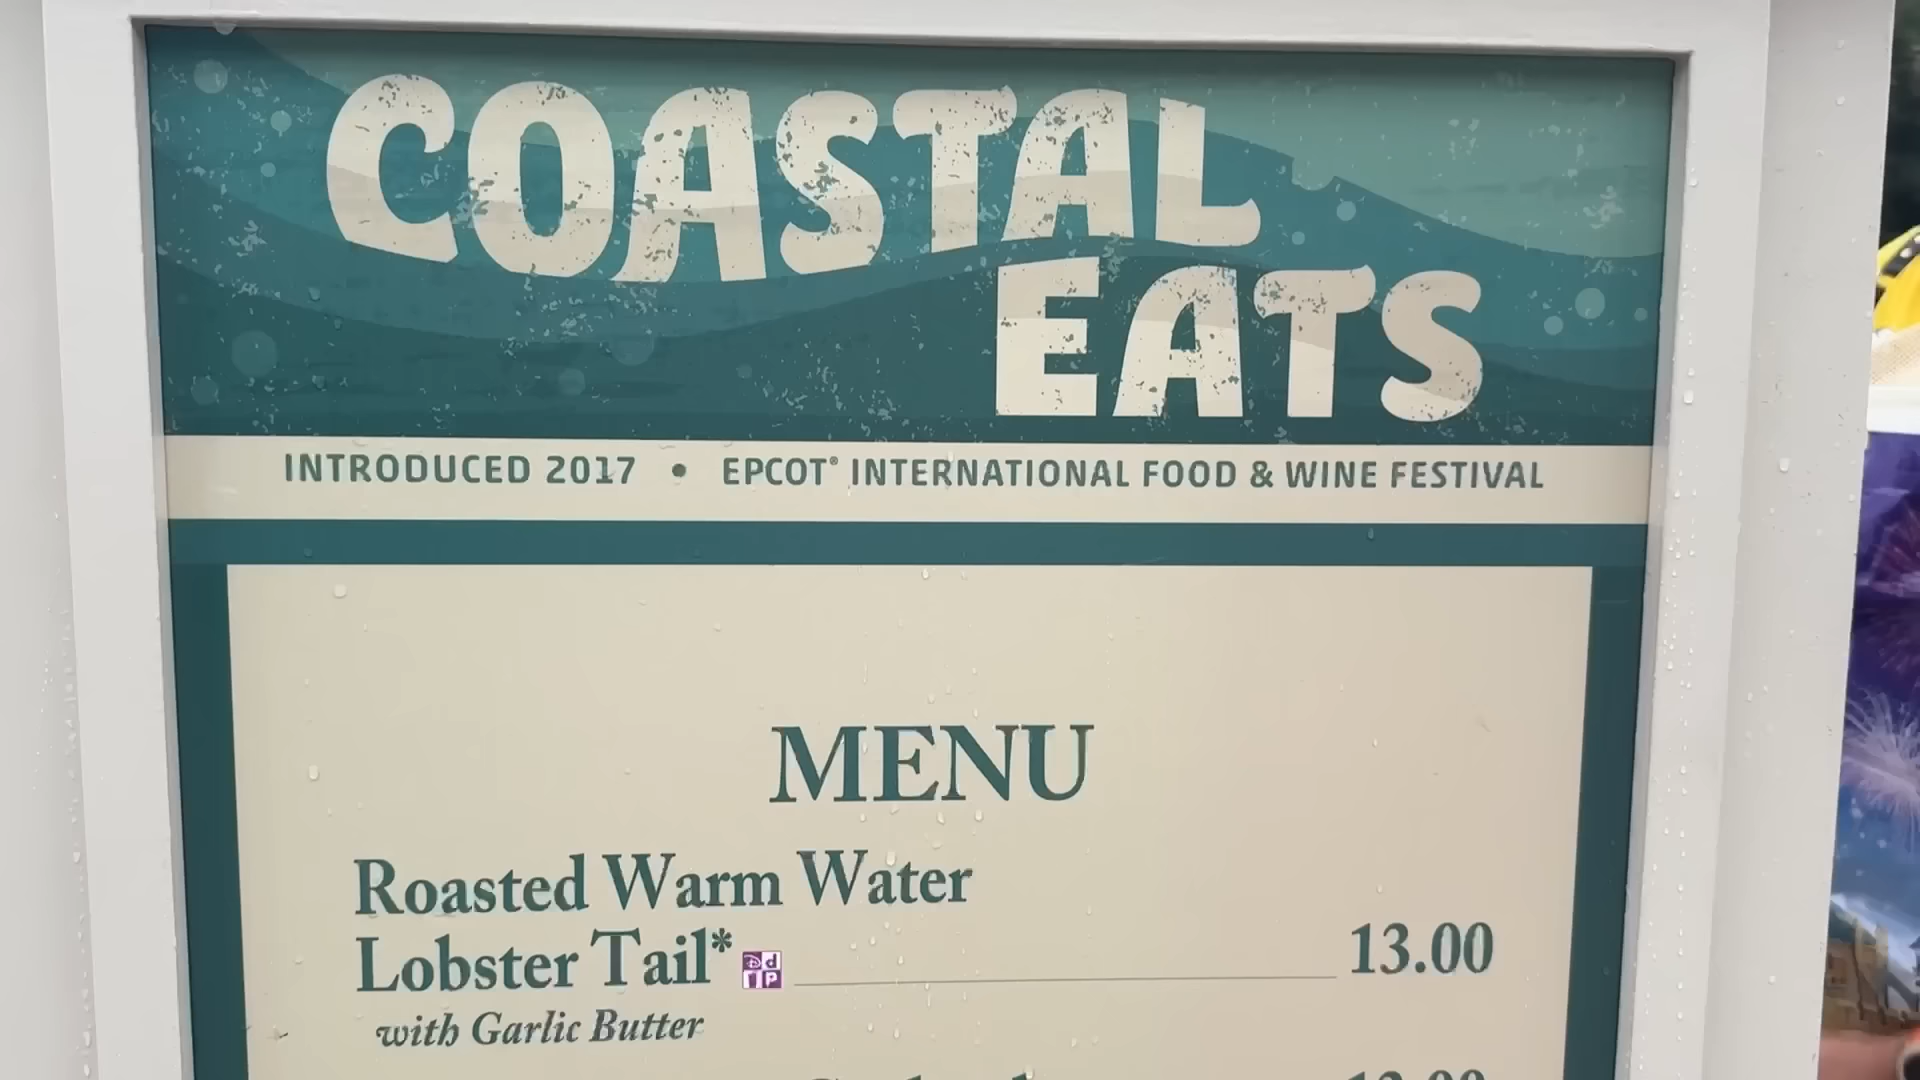 COASTAL
EATS
INTRODUCED 2017 • EPCOT® INTERNATIONAL FOOD & WINE FESTIVAL
MENU
Roasted Warm Water
Lobster Tail* 13.00
with Garlic Butter